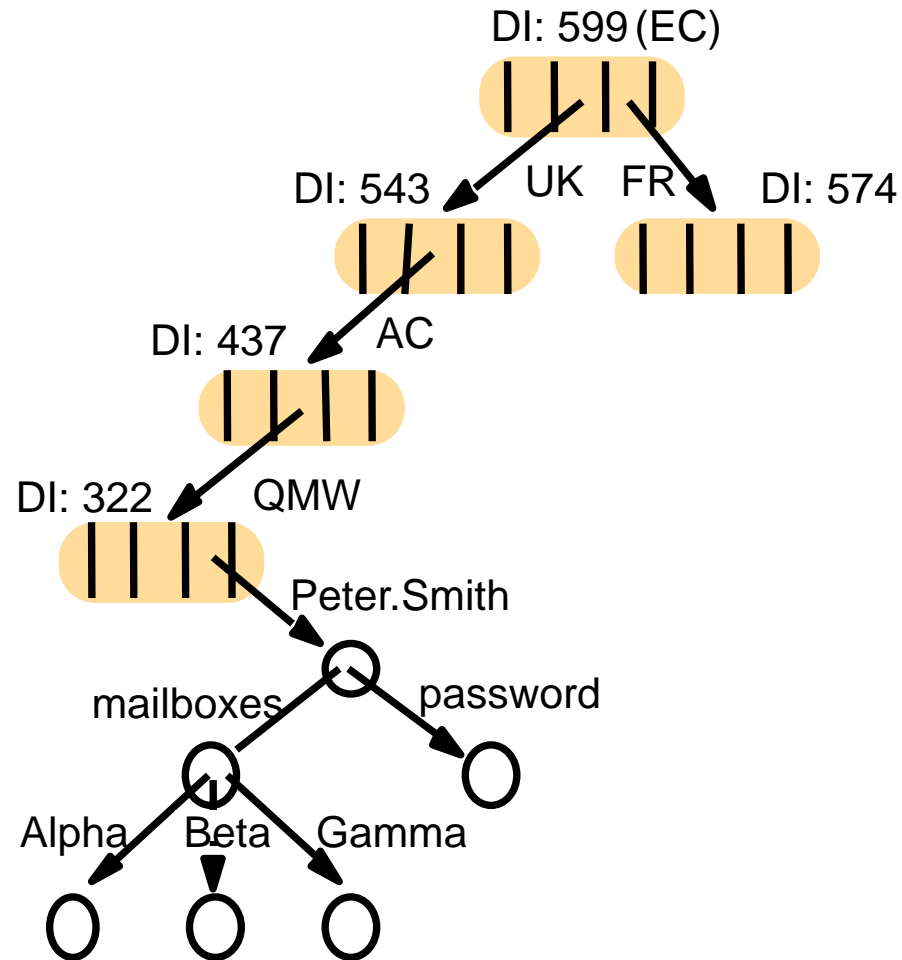 DI: 599 (EC)
DI: 543 UK FR DI: 574
DI: 437 AC
DI: 322 QMW
Peter.Smith
mailboxes password
Alpha Beta Gamma